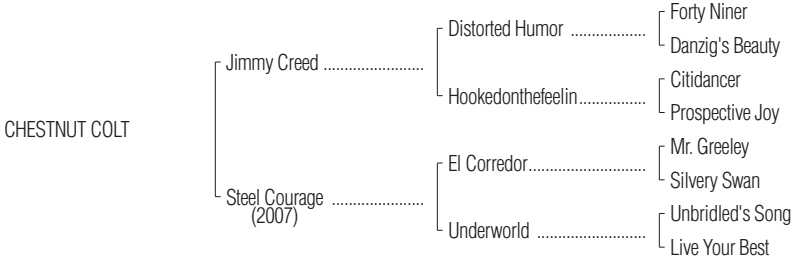 Forty Niner
Distorted Humor ..................
Danzig's Beauty
Jimmy Creed ........................
Citidancer
Hookedonthefeelin................
Prospective Joy
CHESTNUT COLT
Mr. Greeley
El Corredor............................
Silvery Swan
Steel Courage ......................
(2007)
Unbridled's Song
Underworld ..........................
Live Your Best